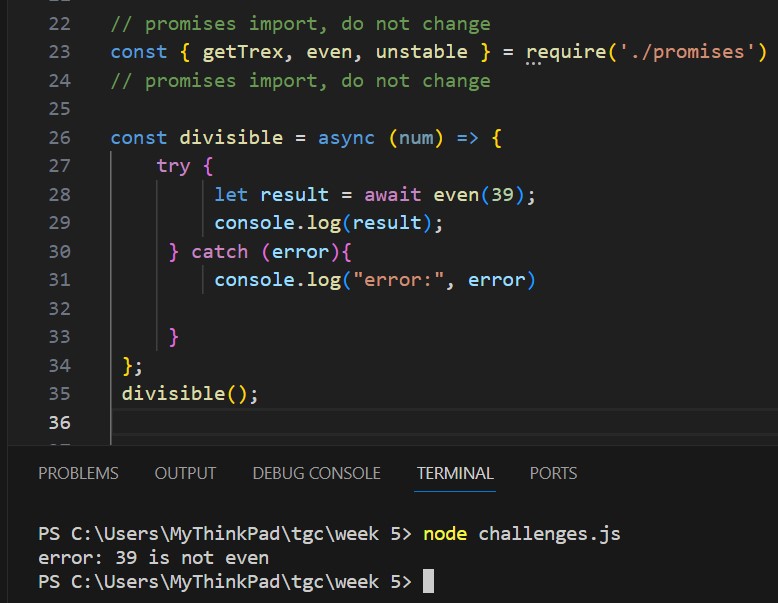 22 // promises import, do not change
23 const { getTrex, even, unstable } = require('./promises')
24 // promises import, do not change
25
26 const divisible = async (num) => {
27 try {
28 let result = await even(39);
29 console.log(result);
30 } catch (error){
31 console.log("error:", error)
32
33 }
34 };
35 divisible();
36
PROBLEMS OUTPUT DEBUG CONSOLE TERMINAL PORTS
PS C:\Users\MyThinkPad\tgc\week 5> node challenges.js
error: 39 is not even
PS C:\Users\MyThinkPad\tgc\week 5>